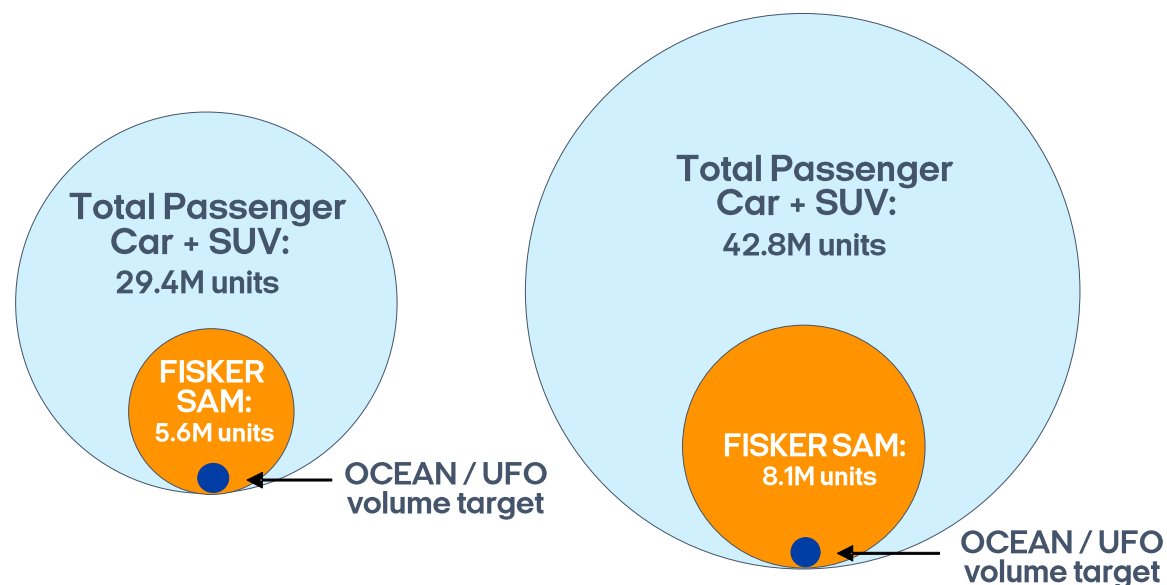 Total Passenger
Car + SUV:
29.4M units
FISKER
SAM:
5.6M units
OCEAN / UFO
volume target
Total Passenger
Car + SUV:
42.8M units
FISKER SAM:
8.1M units
OCEAN / UFO
volume target